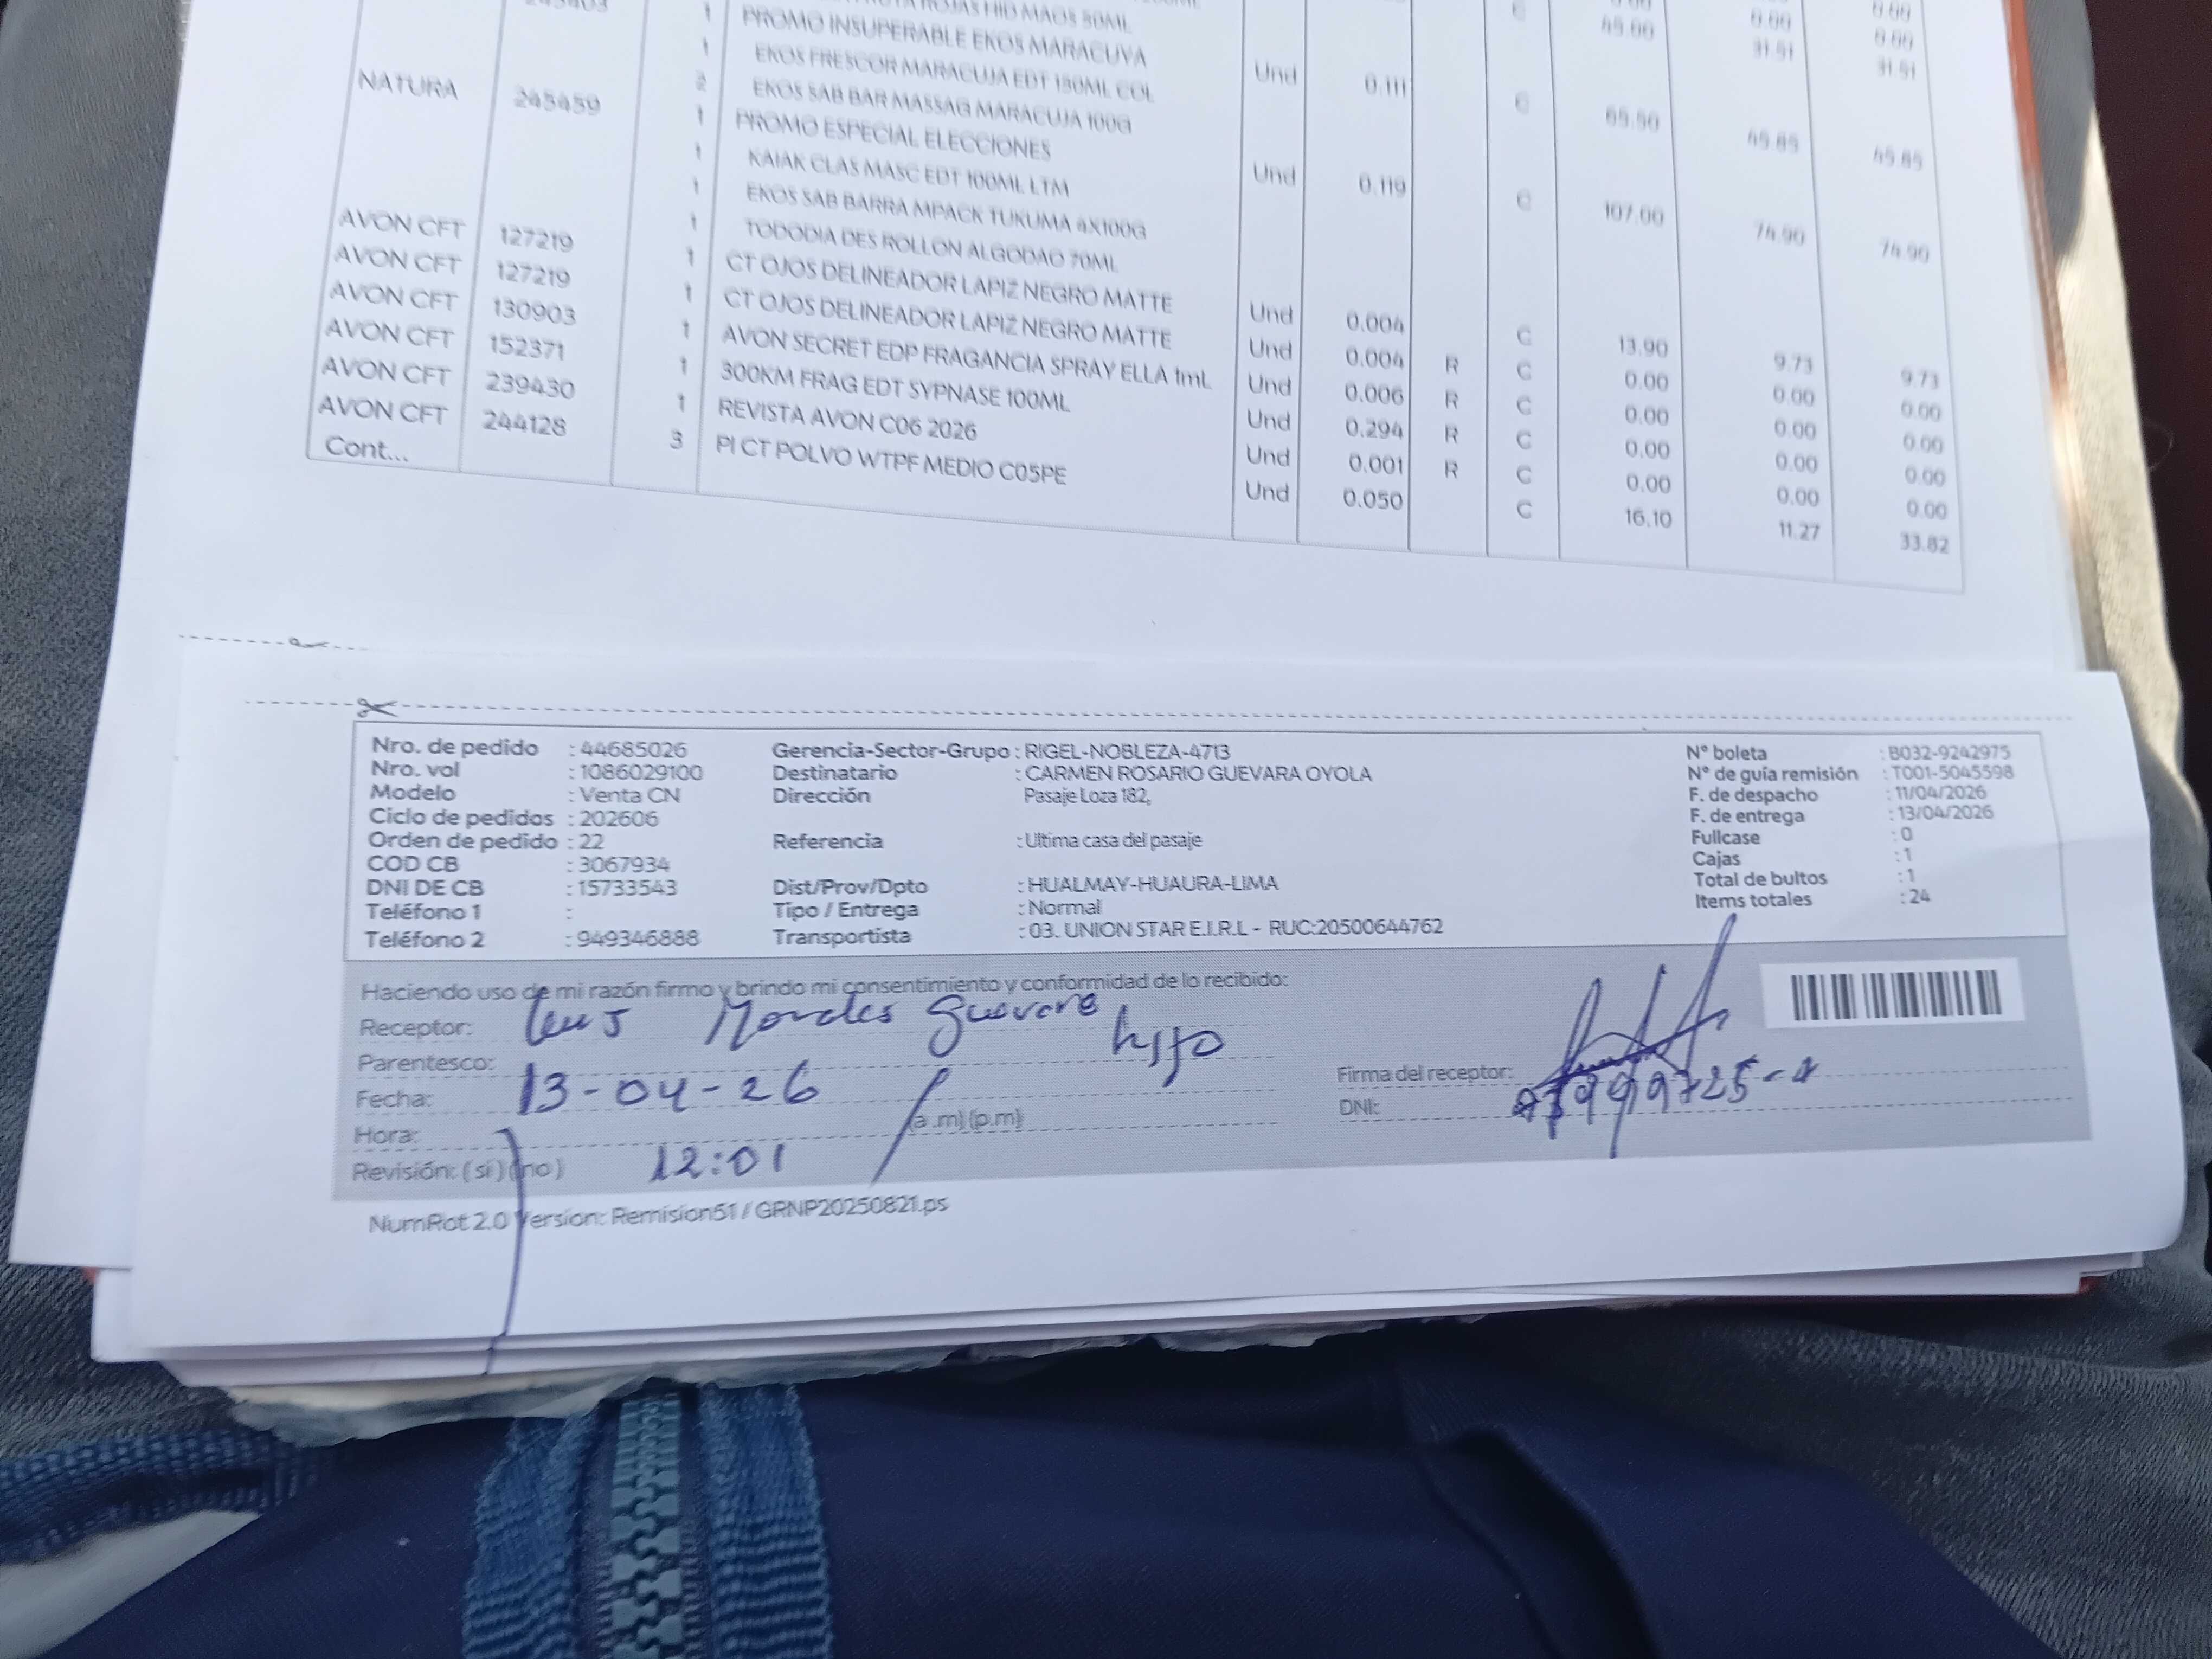 PROMO INSUPERABLE EKOS MARACUYA 49.00 31.51 31.51
1 EKOS FRESCOR MARACUJA EDT 150ML COL
2 EKOS SAB BAR MASSAG MARACUJA 100G
NATURA 245459 1 PROMO ESPECIAL ELECCIONES
1 KAIAK CLAS MASC EDT 100ML LTM
1 EKOS SAB BARRA MPACK TUKUMA 4X100G
1 TODODIA DES ROLLON ALGODAO 70ML
Und 0.111 C 65.50 45.85 45.85
Und 0.119 C 107.00 74.90 74.90
AVON CFT 127219 1 CT OJOS DELINEADOR LAPIZ NEGRO MATTE Und 0.004 C 13.90 9.73 9.73
AVON CFT 127219 1 CT OJOS DELINEADOR LAPIZ NEGRO MATTE Und 0.004 R C 0.00 0.00 0.00
AVON CFT 130903 1 AVON SECRET EDP FRAGANCIA SPRAY ELLA 1mL Und 0.006 R C 0.00 0.00 0.00
AVON CFT 152371 1 300KM FRAG EDT SYPNASE 100ML Und 0.294 R C 0.00 0.00 0.00
AVON CFT 239430 1 REVISTA AVON C06 2026 Und 0.001 R C 0.00 0.00 0.00
AVON CFT 244128 3 PI CT POLVO WTPF MEDIO C05PE Und 0.050 C 16.10 11.27 33.82
Cont...
Nro. de pedido : 44685026 Gerencia-Sector-Grupo : RIGEL-NOBLEZA-4713 N° boleta : B032-9242975
Nro. vol : 1086029100 Destinatario : CARMEN ROSARIO GUEVARA OYOLA N° de guía remisión : T001-5045598
Modelo : Venta CN Dirección Pasaje Loza 182, F. de despacho : 11/04/2026
Ciclo de pedidos : 202606 F. de entrega : 13/04/2026
Orden de pedido : 22 Referencia : Ultima casa del pasaje Fullcase : 0
COD CB : 3067934 Cajas : 1
DNI DE CB : 15733543 Dist/Prov/Dpto : HUALMAY-HUAURA-LIMA Total de bultos : 1
Teléfono 1 : Tipo / Entrega : Normal Items totales : 24
Teléfono 2 : 949346888 Transportista : 03. UNION STAR E.I.R.L - RUC:20500644762
Haciendo uso de mi razón firmo y brindo mi consentimiento y conformidad de lo recibido:
Receptor: Morales Guevara
Parentesco: hijo
Firma del receptor:
Fecha: 13-04-26
DNI:
Hora: 12:01 (a .m) (p.m)
Revisión: ( si ) ( no )
NumRot 2.0 Version: Remision51 / GRNP20250821.ps